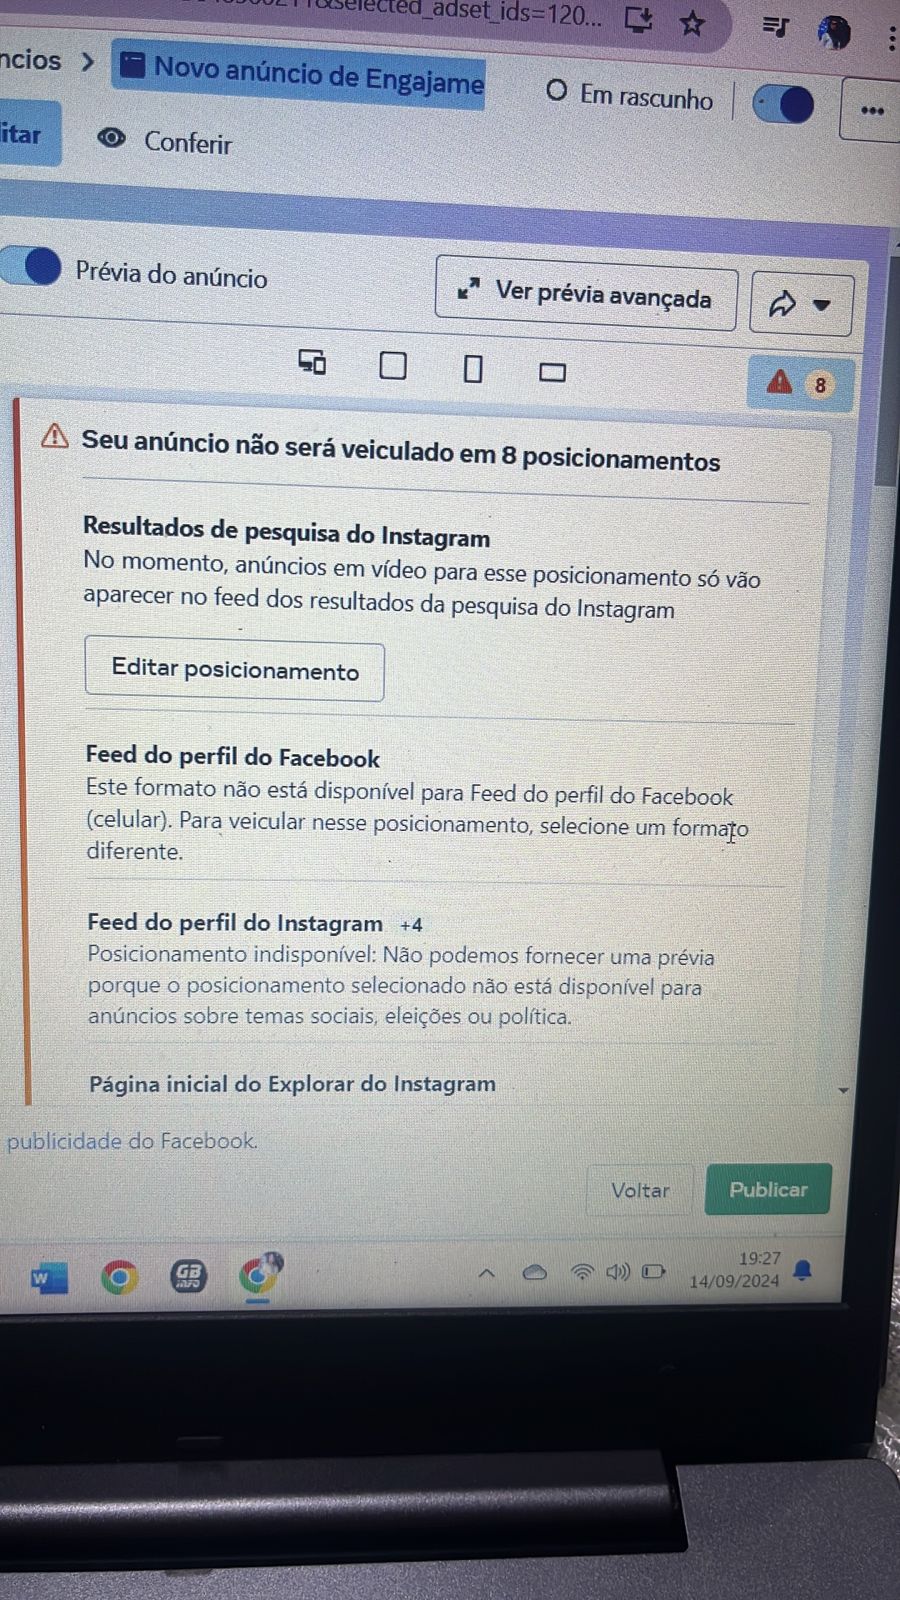 selected_adset_ids=120...
ncios > Novo anúncio de Engajame
Em rascunho
itar
Conferir
Prévia do anúncio
Ver prévia avançada
8
Seu anúncio não será veiculado em 8 posicionamentos
Resultados de pesquisa do Instagram
No momento, anúncios em vídeo para esse posicionamento só vão
aparecer no feed dos resultados da pesquisa do Instagram
Editar posicionamento
Feed do perfil do Facebook
Este formato não está disponível para Feed do perfil do Facebook
(celular). Para veicular nesse posicionamento, selecione um formato
diferente.
Feed do perfil do Instagram +4
Posicionamento indisponível: Não podemos fornecer uma prévia
porque o posicionamento selecionado não está disponível para
anúncios sobre temas sociais, eleições ou política.
Página inicial do Explorar do Instagram
publicidade do Facebook.
Voltar
Publicar
W
GB
19:27
14/09/2024